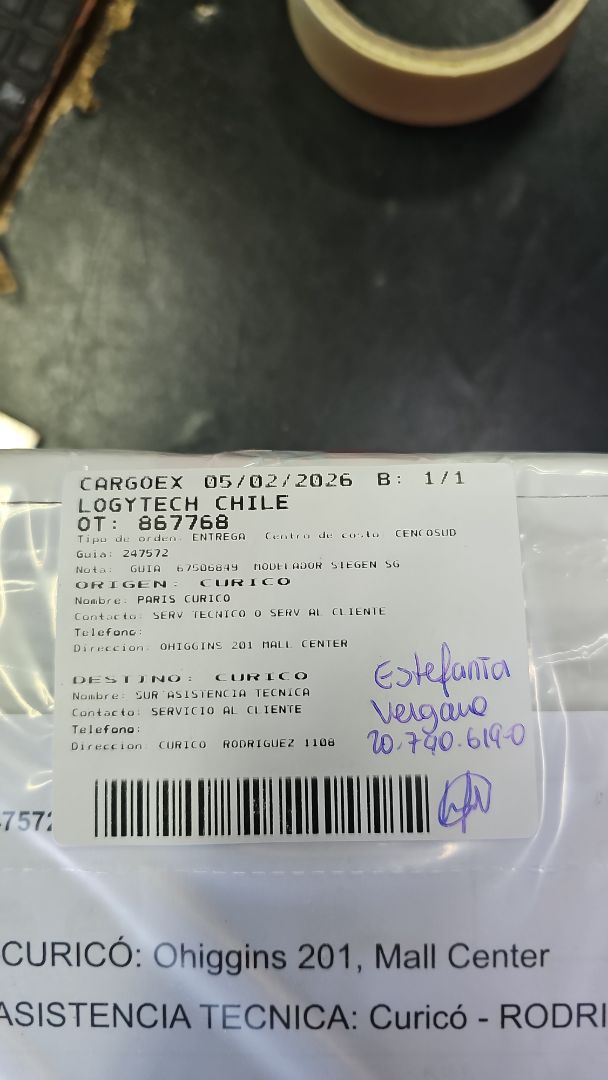 CARGOEX 05/02/2026 B: 1/1
LOGYTECH CHILE
OT: 867768
Tipo de orden: ENTREGA Centro de costo CENCOSUD
Guia: 247572
Nota: GUIA 67506849 MODELADOR SIEGEN SG
ORIGEN: CURICO
Nombre: PARIS CURICO
Contacto: SERV TECNICO O SERV AL CLIENTE
Telefono:
Direccion: OHIGGINS 201 MALL CENTER
DESTINO: CURICO
Nombre: SUR ASISTENCIA TECNICA
Contacto: SERVICIO AL CLIENTE
Telefono:
Direccion: CURICO RODRIGUEZ 1108
Estefania
Vergara
20.740.619-0
7572
CURICÓ: Ohiggins 201, Mall Center
ASISTENCIA TECNICA: Curicó - RODRI